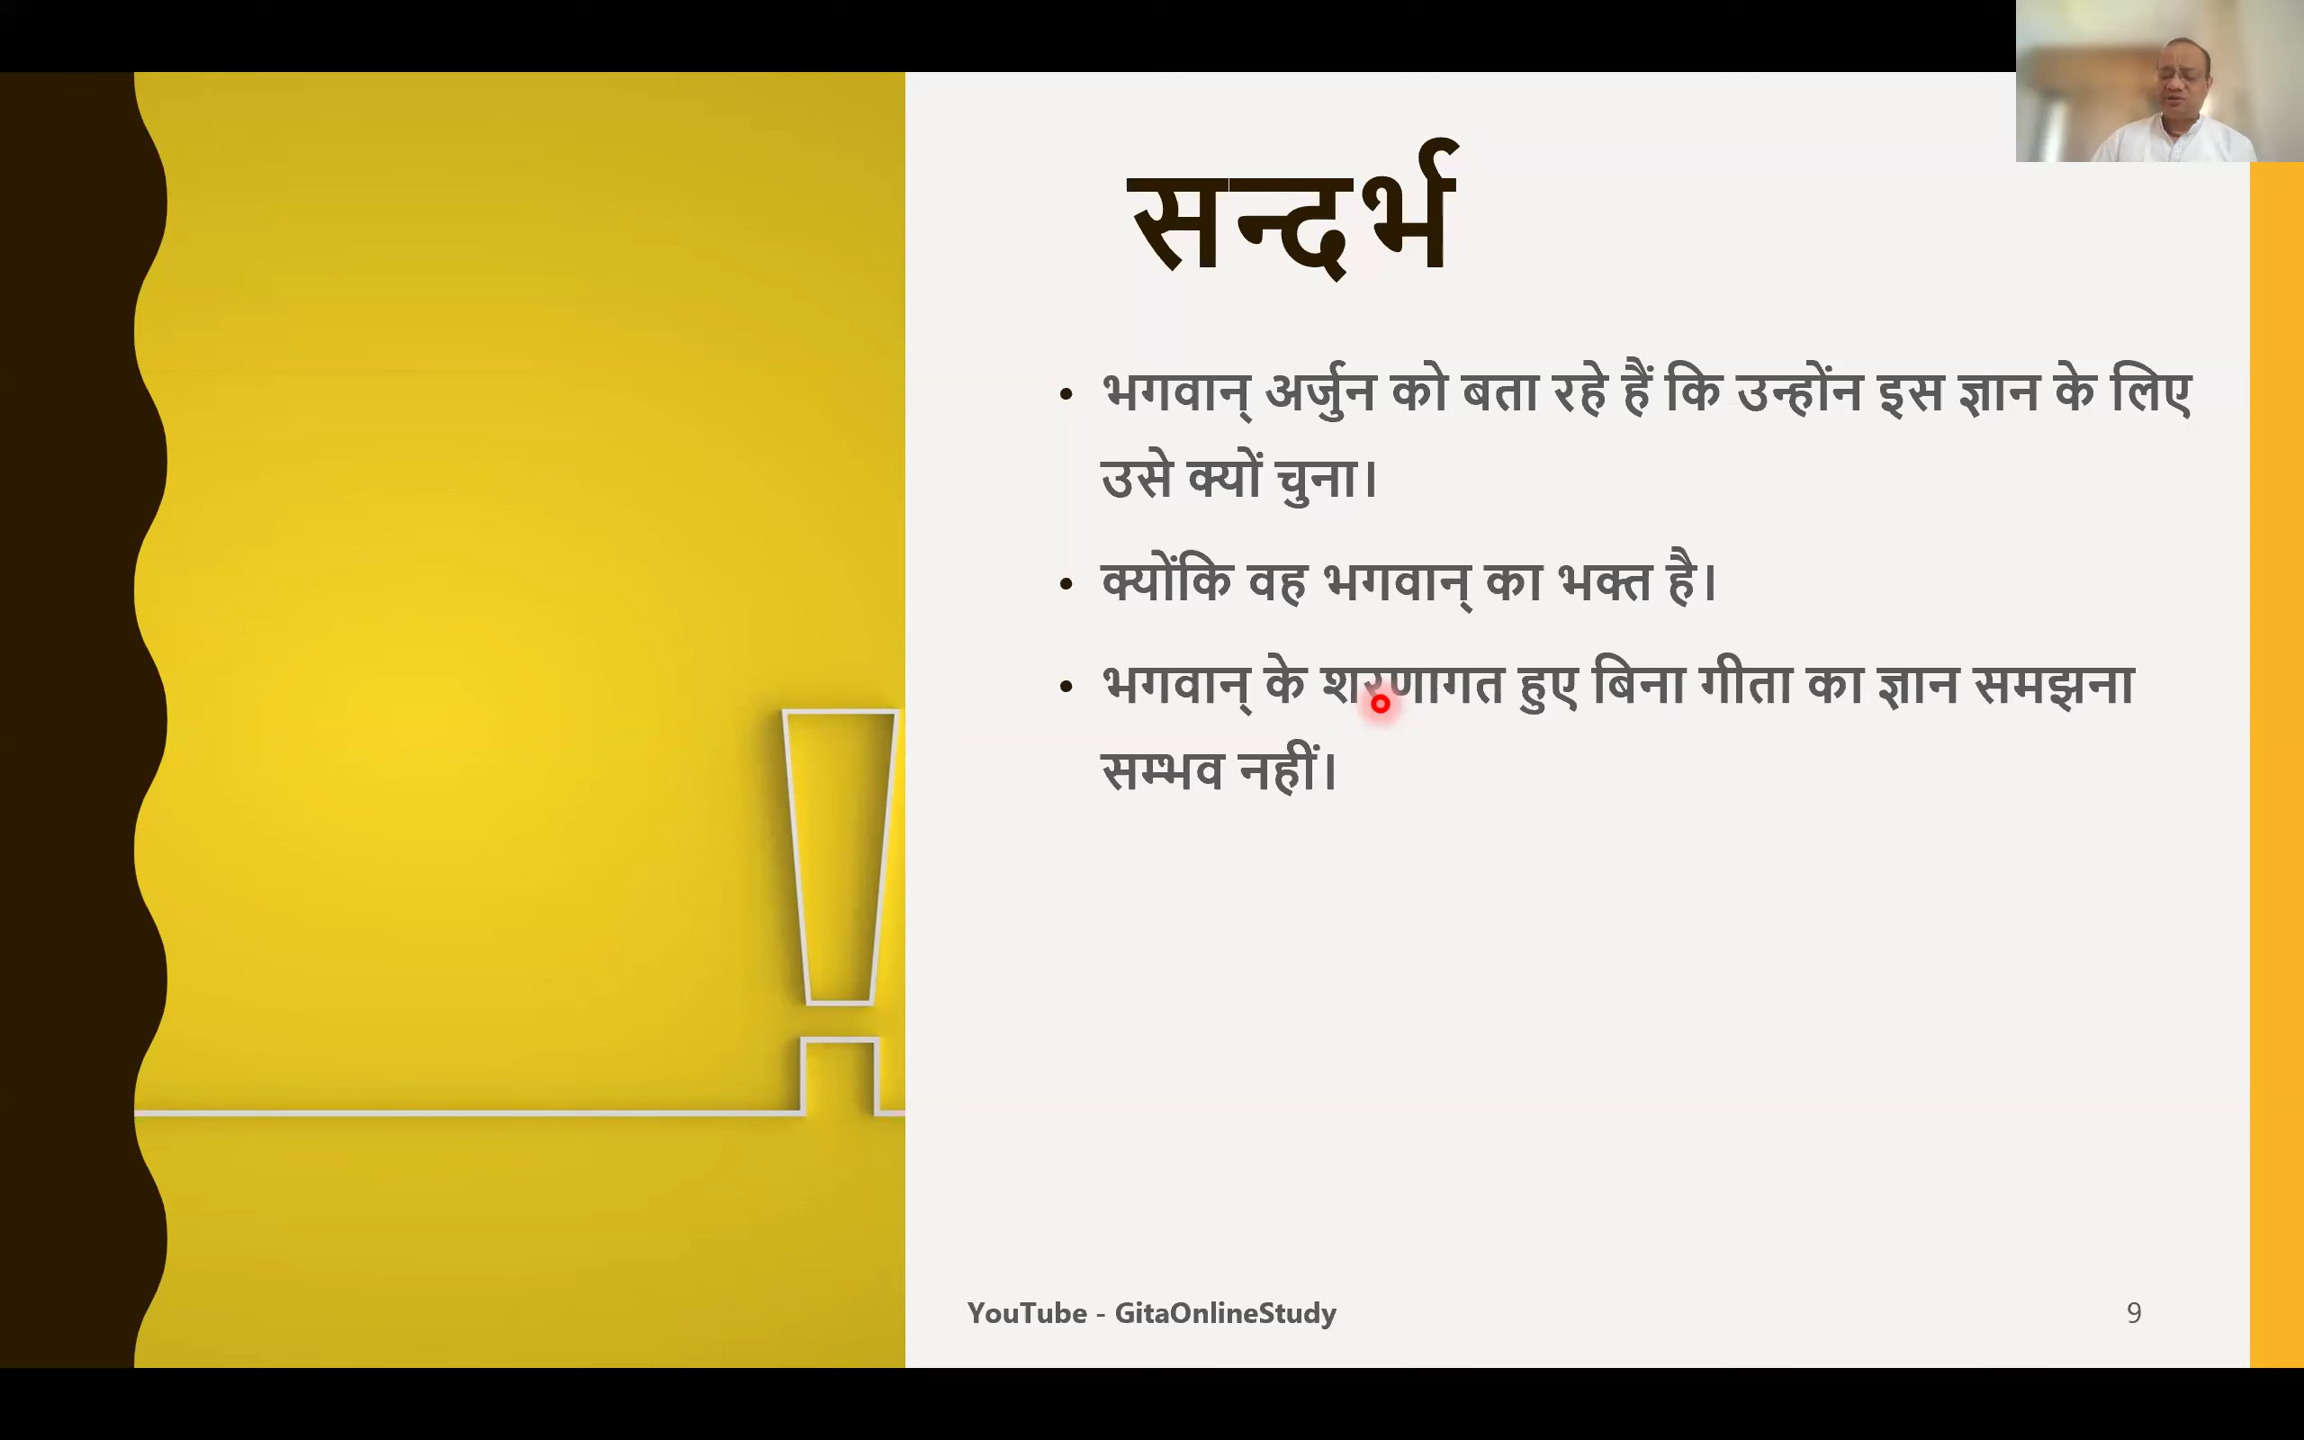 सन्दर्भ
• भगवान् अर्जुन को बता रहे हैं कि उन्होंन इस ज्ञान के लिए
उसे क्यों चुना।
• क्योंकि वह भगवान् का भक्त है।
• भगवान् के शरणागत हुए बिना गीता का ज्ञान समझना
सम्भव नहीं।
YouTube - GitaOnlineStudy
9